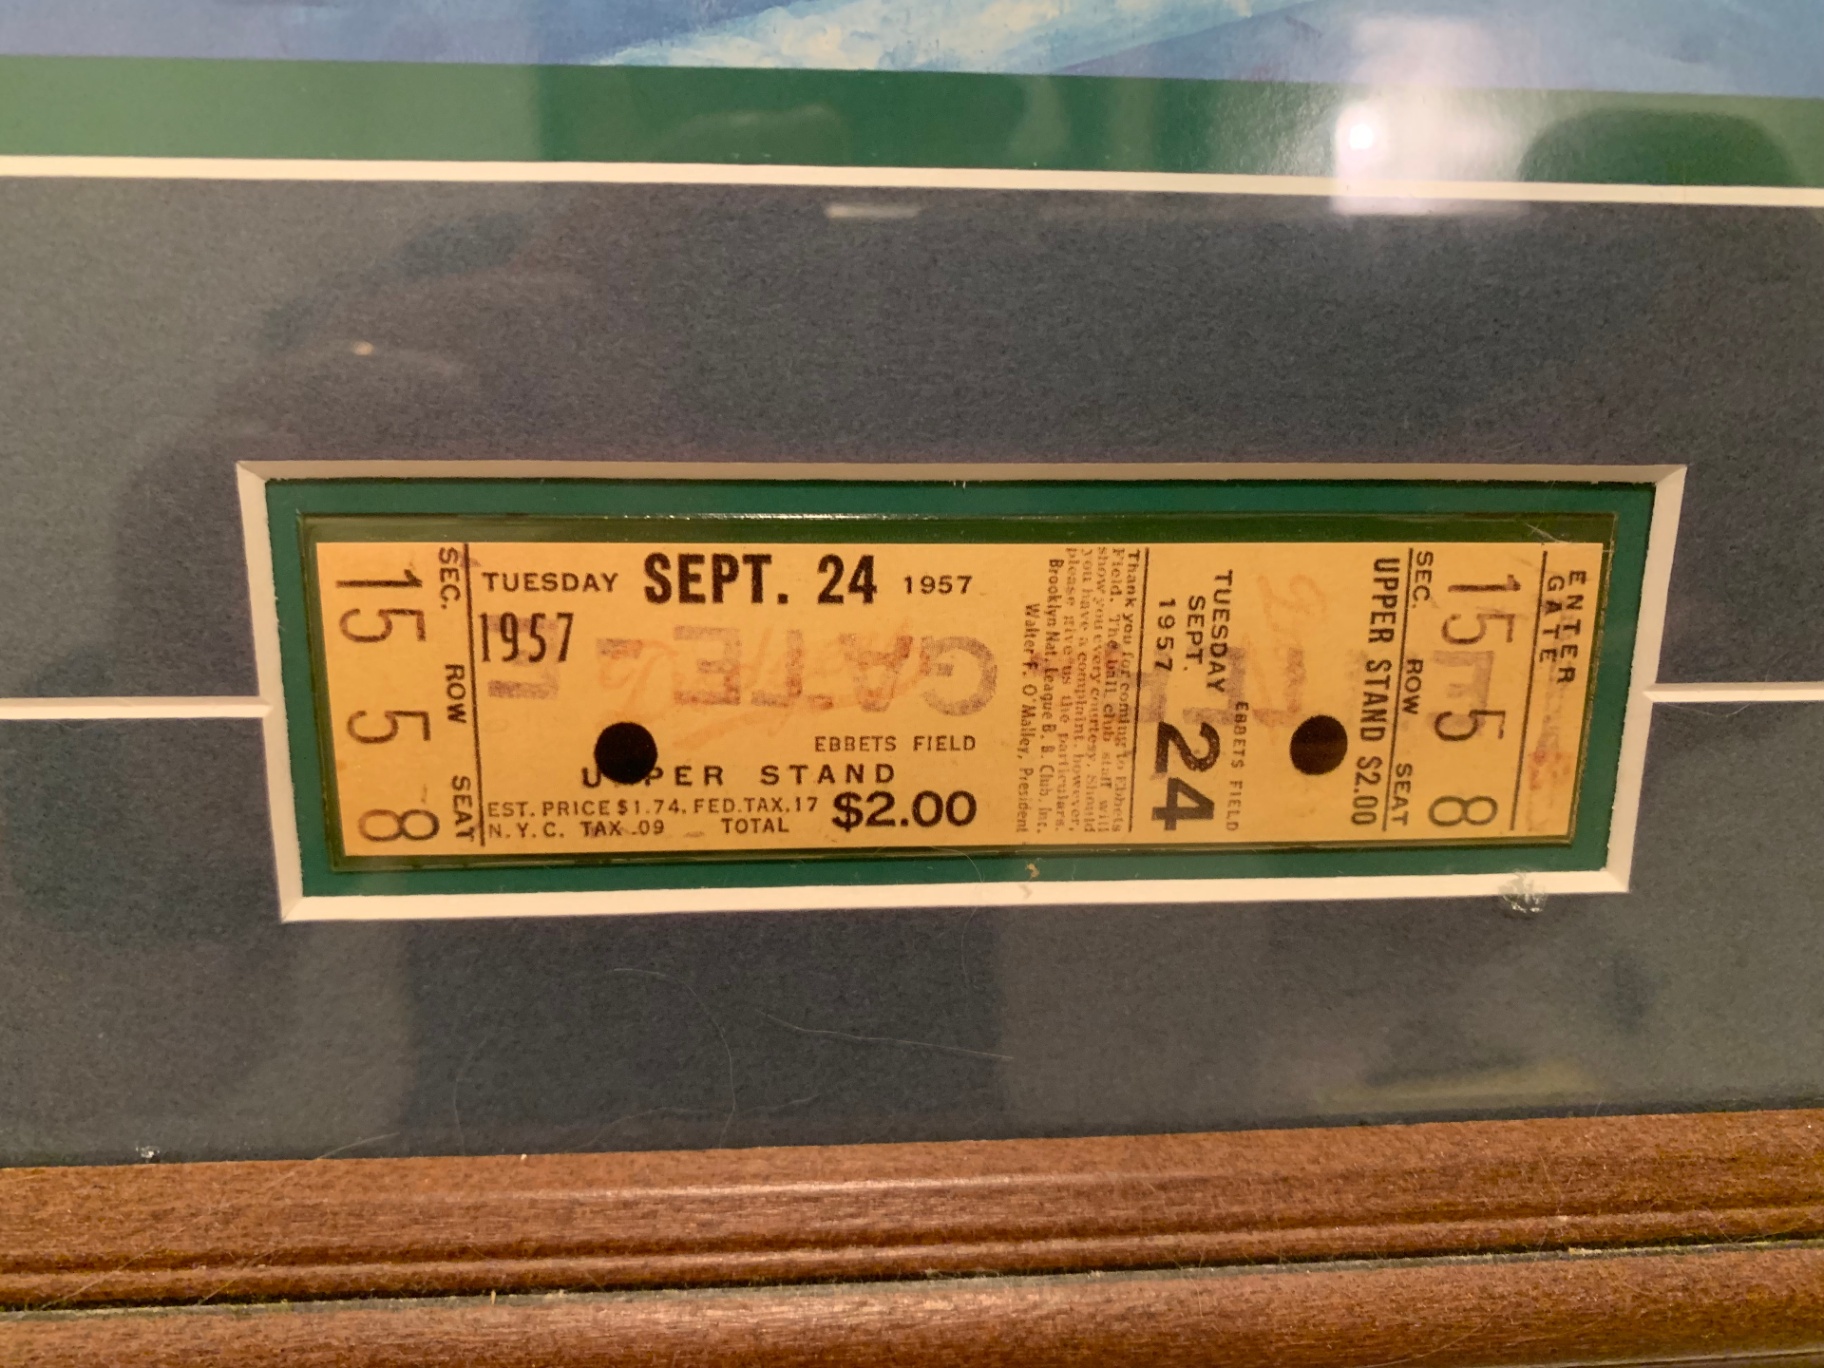 SEC. ROW SEAT
15 5 8
TUESDAY SEPT. 24 1957
1957
GATE
EBBETS FIELD
U PER STAND
EST. PRICE $1.74. FED.TAX.17
N.Y.C. TAX .09 TOTAL $2.00
Thank you for coming to Ebbets
Field. The ball club staff will
show you every courtesy. Should
you have a complaint, however,
please give us the particulars.
Brooklyn Nat. League B. B. Club, Inc.
Walter F. O'Malley, President
EBBETS FIELD
TUESDAY
SEPT. 24
1957
ENTER
GATE
15 5 8
SEC. ROW SEAT
UPPER STAND $2.00